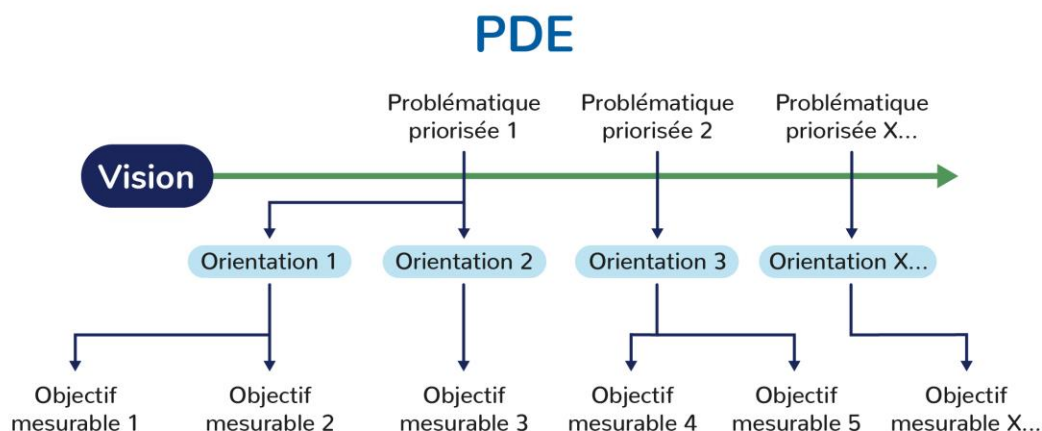 PDE
Problématique
priorisée 1
Problématique
priorisée 2
Problématique
priorisée X...
Vision
Orientation 1
Orientation 2
Orientation 3
Orientation X...
Objectif
mesurable 1
Objectif
mesurable 2
Objectif
mesurable 3
Objectif
mesurable 4
Objectif
mesurable 5
Objectif
mesurable X...